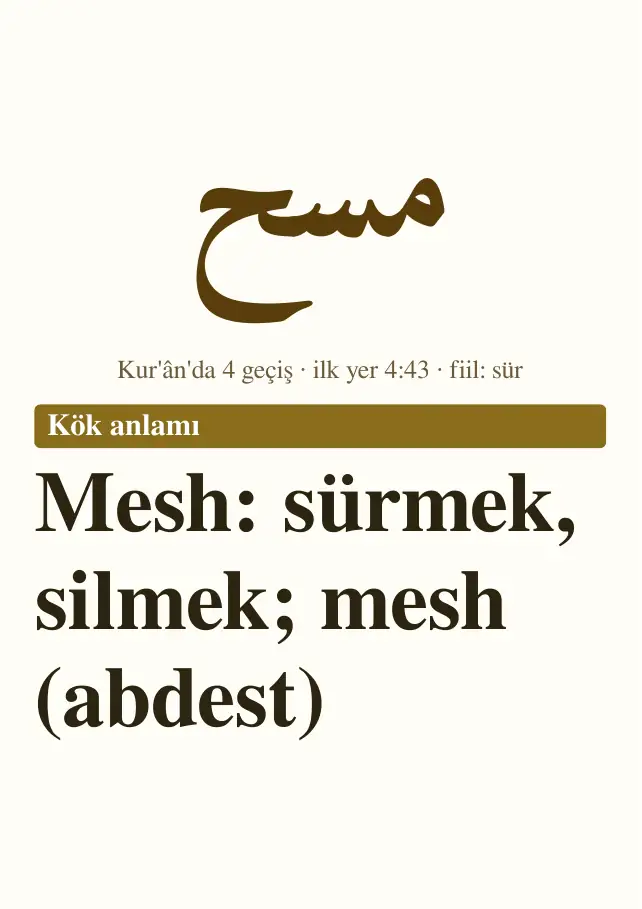 مسح
Kur'ân'da 4 geçiş · ilk yer 4:43 · fiil: sür
Kök anlamı
Mesh: sürmek,
silmek; mesh
(abdest)